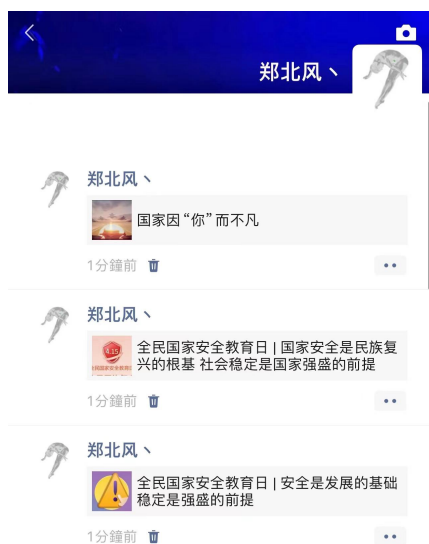 郑北风丶
郑北风丶
国家因“你”而不凡
1分鐘前
郑北风丶
4.15
全民国家安全教育日 | 国家安全是民族复
兴的根基 社会稳定是国家强盛的前提
1分鐘前
郑北风丶
全民国家安全教育日 | 安全是发展的基础
稳定是强盛的前提
1分鐘前